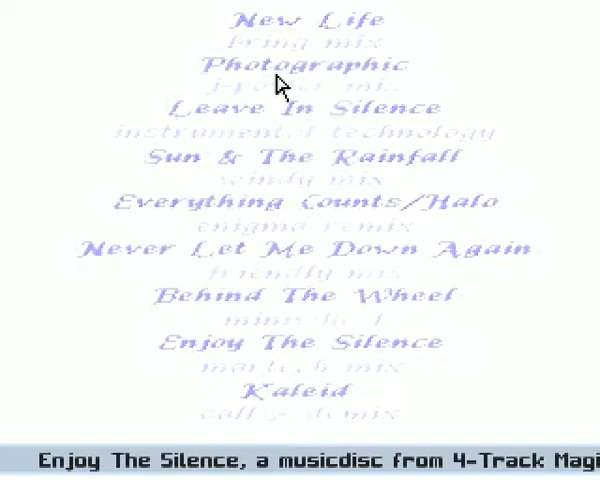 New Life
bring mix
Photographic
Leave In Silence
instrumental technology
Sun & The Rainfall
windy mix
Everything Counts/Halo
enigma remix
Never Let Me Down Again
friendly mix
Behind The Wheel
Enjoy The Silence
mix
Kaleid
Enjoy The Silence, a musicdisc from 4-Track Magi